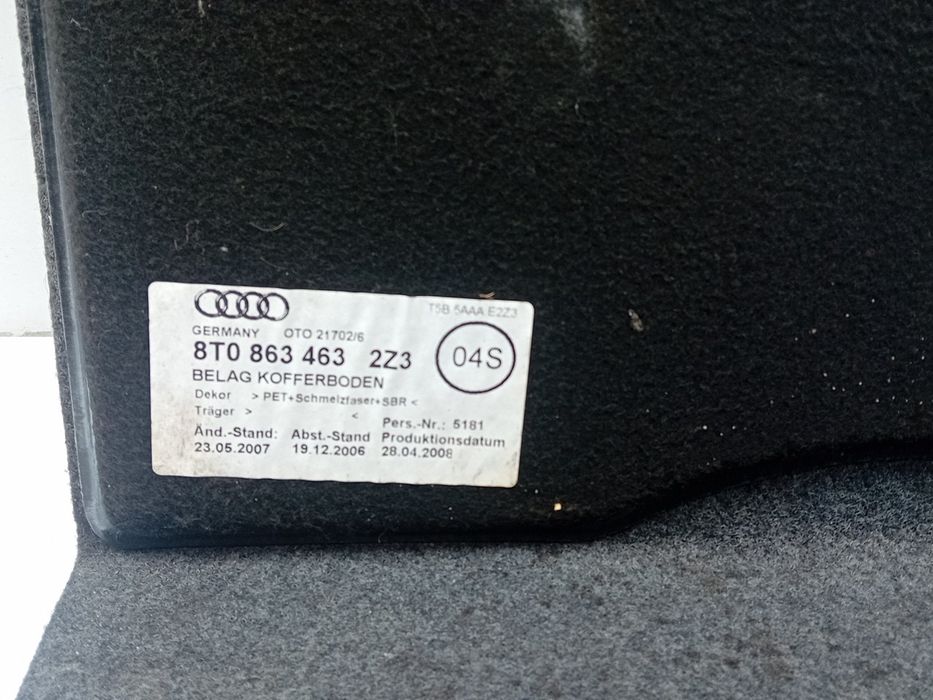 T5B 5AAA E2Z3
GERMANY OTO 21702/6
8T0 863 463 2Z3
04S
BELAG KOFFERBODEN
Dekor > PET+Schmelzfaser+SBR <
Träger > <
Pers.-Nr.: 5181
Änd.-Stand: Abst.-Stand Produktionsdatum
23.05.2007 19.12.2006 28.04.2008